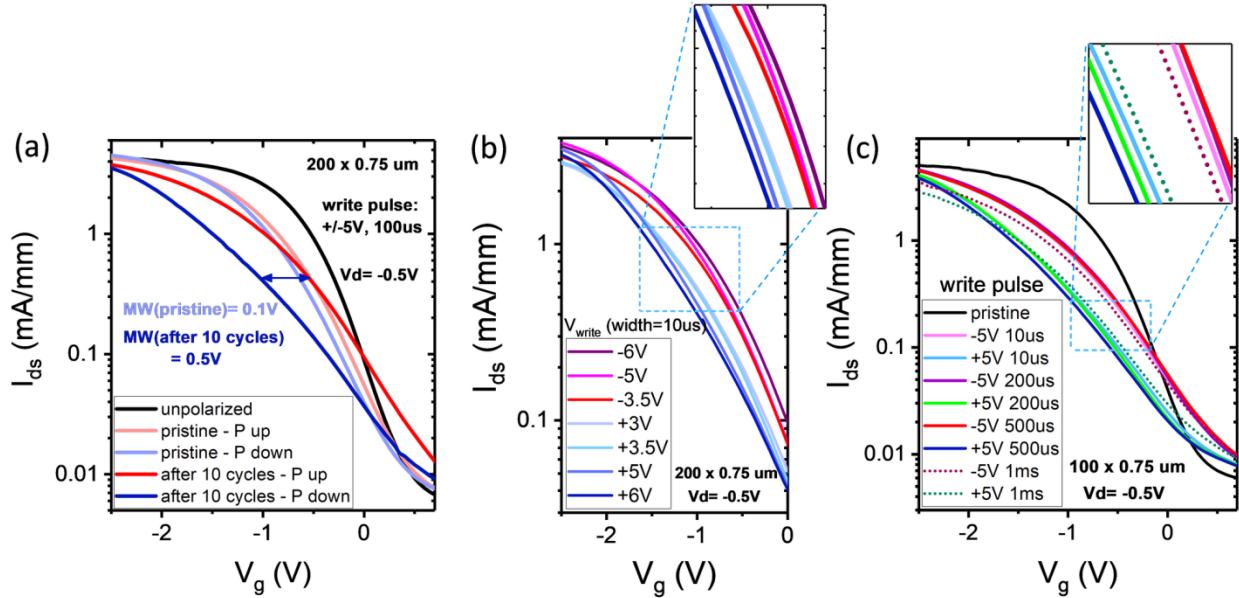 (a)
200 x 0.75 um
write pulse:
+/-5V, 100us
Vd= -0.5V
MW(pristine)= 0.1V
MW(after 10 cycles)
= 0.5V
unpolarized
pristine - P up
pristine - P down
after 10 cycles - P up
after 10 cycles - P down
1
0.1
0.01
-2
-1
0
Ids (mA/mm)
Vg (V)
(b)
Vwrite (width=10us)
-6V
-5V
-3.5V
+3V
+3.5V
+5V
+6V
200 x 0.75 um
Vd= -0.5V
1
0.1
-2
-1
0
Ids (mA/mm)
Vg (V)
(c)
write pulse
pristine
-5V 10us
+5V 10us
-5V 200us
+5V 200us
-5V 500us
+5V 500us
-5V 1ms
+5V 1ms
100 x 0.75 um
Vd= -0.5V
10
1
0.1
0.01
-2
-1
0
Ids (mA/mm)
Vg (V)